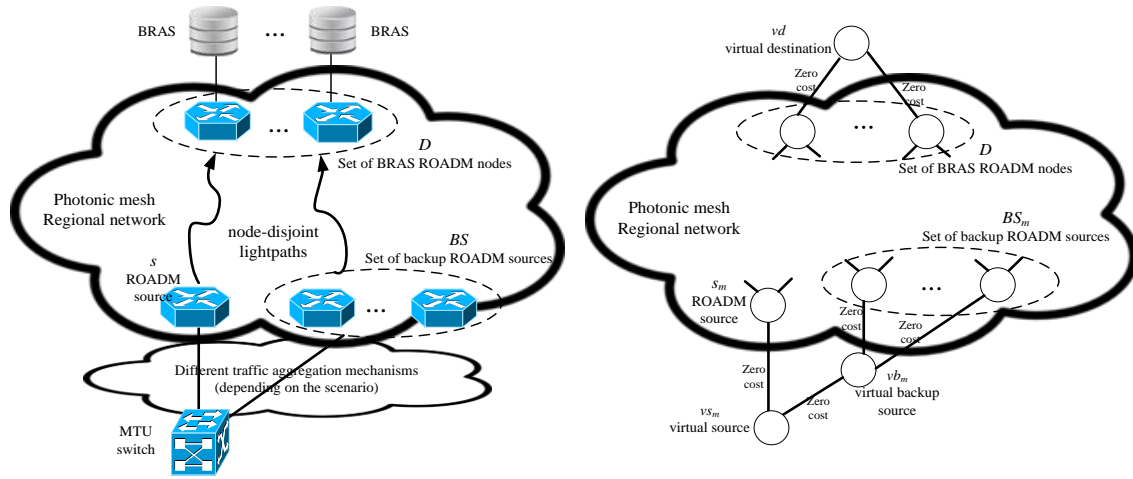 BRAS
...
BRAS
...
D
Set of BRAS ROADM nodes
Photonic mesh
Regional network
node-disjoint
lightpaths
BS
Set of backup ROADM sources
s
ROADM
source
...
Different traffic aggregation mechanisms
(depending on the scenario)
MTU
switch
vd
virtual destination
Zero
cost
Zero
cost
...
D
Set of BRAS ROADM nodes
Photonic mesh
Regional network
BSm
Set of backup ROADM sources
sm
ROADM
source
...
Zero
cost
Zero
cost
Zero
cost
vbm
virtual backup
source
Zero
cost
vsm
virtual source